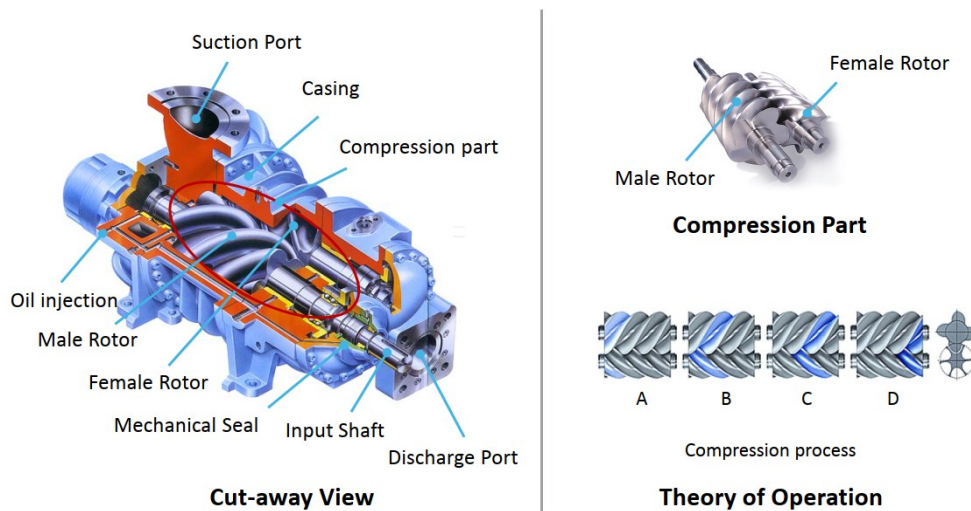 Suction Port
Casing
Compression part
Oil injection
Male Rotor
Female Rotor
Mechanical Seal
Input Shaft
Discharge Port
Cut-away View
Female Rotor
Male Rotor
Compression Part
A B C D
Compression process
Theory of Operation